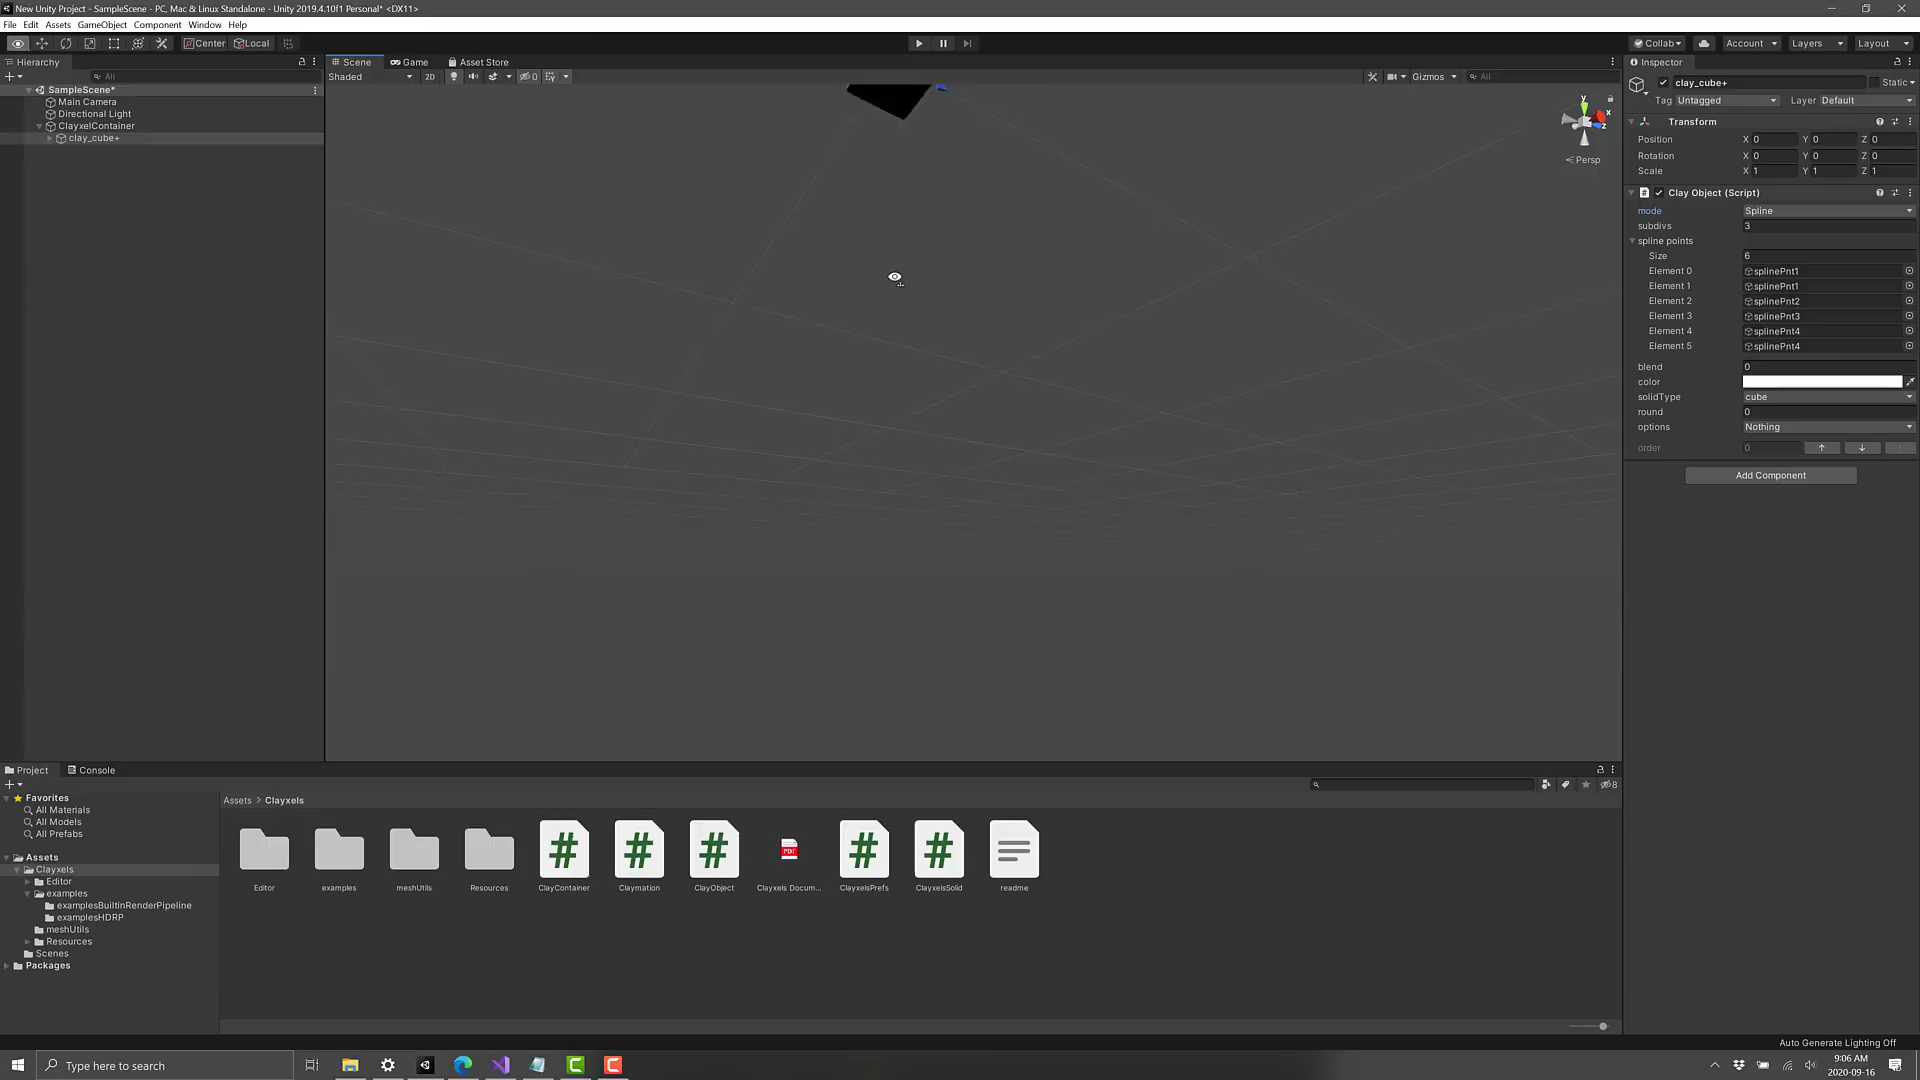 New Unity Project - SampleScene - PC, Mac & Linux Standalone - Unity 2019.4.10f1 Personal* <DX11>
File Edit Assets GameObject Component Window Help
Center Local
Collab Account Layers Layout
Hierarchy
All
SampleScene*
Main Camera
Directional Light
ClayxelContainer
clay_cube+
Scene Game Asset Store
Shaded 2D 0 Gizmos All
y
x
z
Persp
Inspector
clay_cube+ Static
Tag Untagged Layer Default
Transform
Position X 0 Y 0 Z 0
Rotation X 0 Y 0 Z 0
Scale X 1 Y 1 Z 1
Clay Object (Script)
mode Spline
subdivs 3
spline points
Size 6
Element 0 splinePnt1
Element 1 splinePnt1
Element 2 splinePnt2
Element 3 splinePnt3
Element 4 splinePnt4
Element 5 splinePnt4
blend 0
color
solidType cube
round 0
options Nothing
order 0
Add Component
Project Console
8
Favorites
All Materials
All Models
All Prefabs
Assets
Clayxels
Editor
examples
examplesBuiltinRenderPipeline
examplesHDRP
meshUtils
Resources
Scenes
Packages
Assets > Clayxels
Editor examples meshUtils Resources ClayContainer Claymation ClayObject Clayxels Docum... ClayxelsPrefs ClayxelsSolid readme
PDF
Auto Generate Lighting Off
Type here to search
9:06 AM
2020-09-16